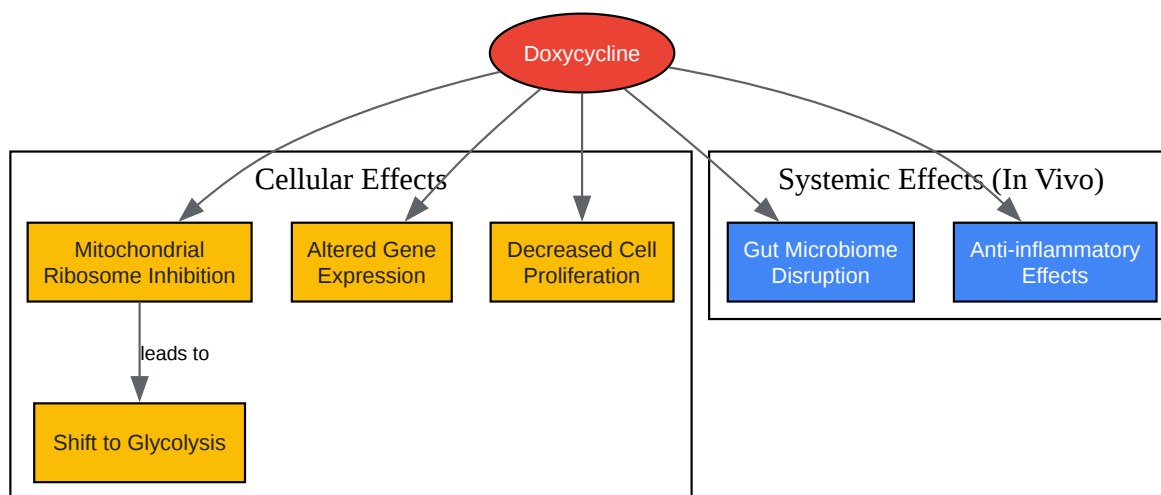 Doxycycline
Cellular Effects
Systemic Effects (In Vivo)
Mitochondrial
Ribosome Inhibition
Altered Gene
Expression
Decreased Cell
Proliferation
Gut Microbiome
Disruption
Anti-inflammatory
Effects
leads to
Shift to Glycolysis